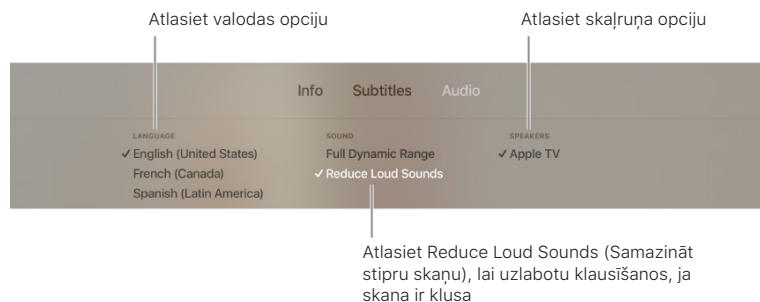 Atlasiet valodas opciju
Atlasiet skaļruņa opciju
Info Subtitles Audio
LANGUAGE
✓ English (United States)
French (Canada)
Spanish (Latin America)
SOUND
Full Dynamic Range
✓ Reduce Loud Sounds
SPEAKERS
✓ Apple TV
Atlasiet Reduce Loud Sounds (Samazināt
stipru skaņu), lai uzlabotu klausīšanos, ja
skaņa ir klusa